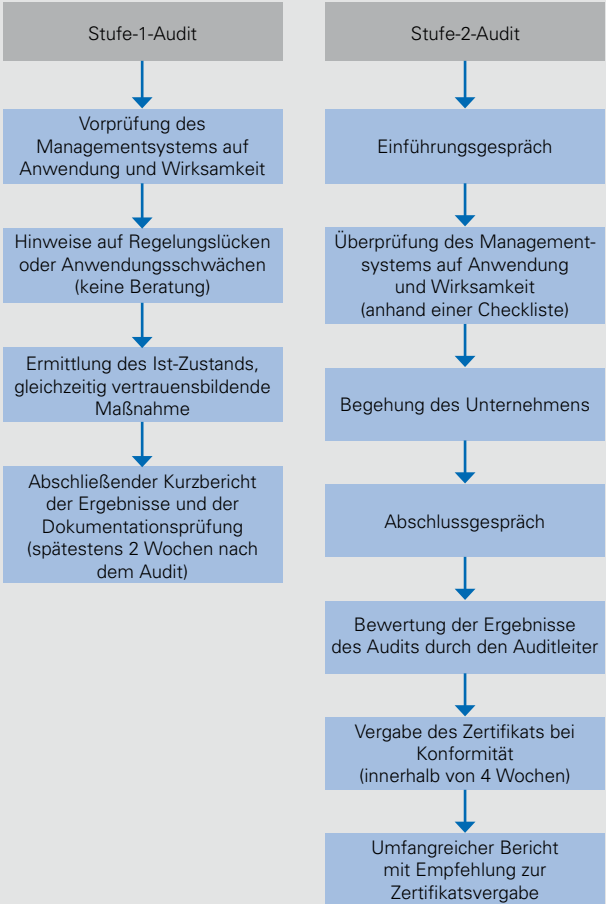 Stufe-1-Audit
Vorprüfung des
Managementsystems auf
Anwendung und Wirksamkeit
Hinweise auf Regelungslücken
oder Anwendungsschwächen
(keine Beratung)
Ermittlung des Ist-Zustands,
gleichzeitig vertrauensbildende
Maßnahme
Abschließender Kurzbericht
der Ergebnisse und der
Dokumentationsprüfung
(spätestens 2 Wochen nach
dem Audit)
Stufe-2-Audit
Einführungsgespräch
Überprüfung des Management-
systems auf Anwendung
und Wirksamkeit
(anhand einer Checkliste)
Begehung des Unternehmens
Abschlussgespräch
Bewertung der Ergebnisse
des Audits durch den Auditleiter
Vergabe des Zertifikats bei
Konformität
(innerhalb von 4 Wochen)
Umfangreicher Bericht
mit Empfehlung zur
Zertifikatsvergabe